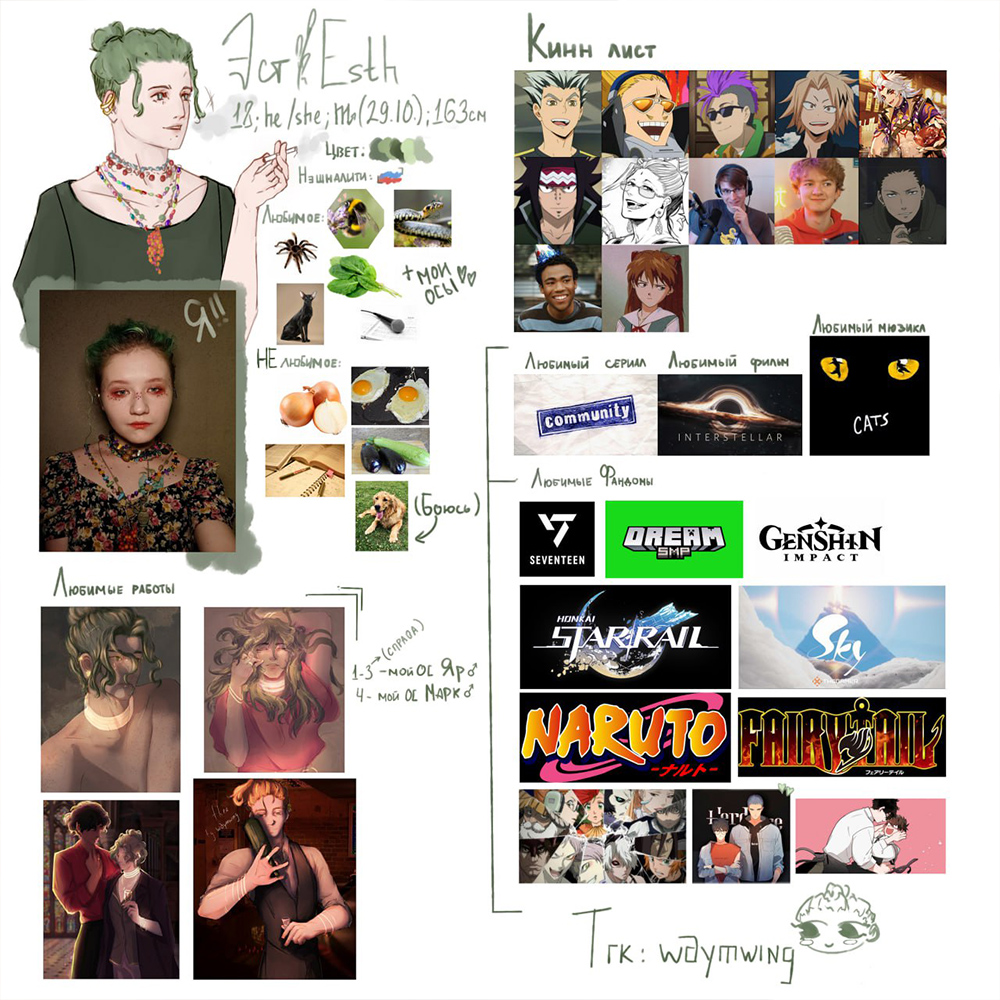 Эст & Esth
18; he/she; ♏(29.10.); 163см
Цвет:
Нэшналити:
Любимое:
+ мои
осы ♡♡
Я!!
НЕ любимое:
(Боюсь)
Любимые работы
(справа)
1-3 - мой ОС Яр ♂
4 - мой ОС Марк ♂
Кинн лист
Любимый сериал
community
Любимый фильм
INTERSTELLAR
Любимый мюзикл
CATS
Любимые Фандомы
SEVENTEEN
DREAM
SMP
GENSHIN
IMPACT
HONKAI
STAR RAIL
Sky
NARUTO
-ナルト-
FAIRY TAIL
フェアリーテイル
Тгк: waymwing